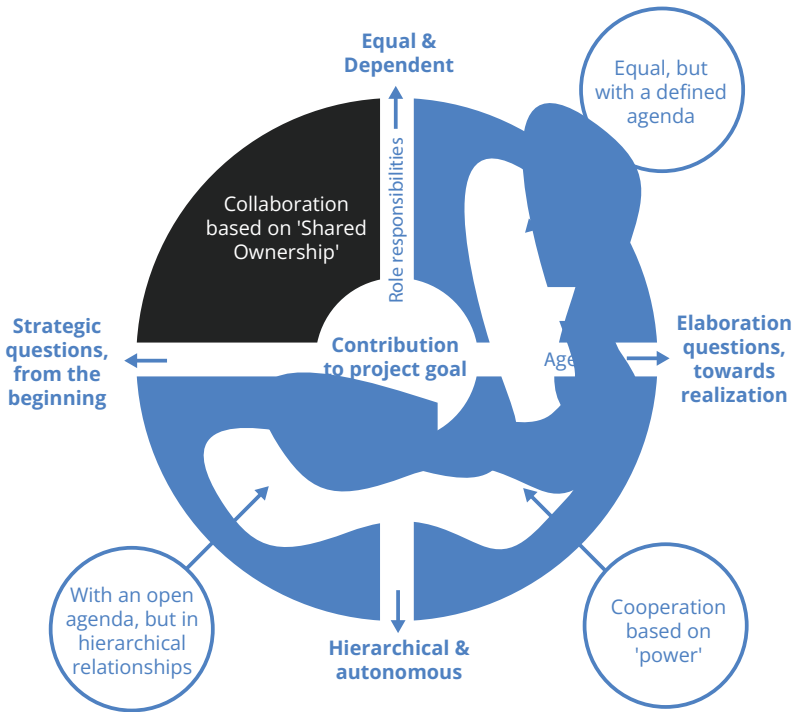 Equal &
Dependent
Equal, but
with a defined
agenda
Role responsibilities
Collaboration
based on 'Shared
Ownership'
Strategic
questions,
from the
beginning
Contribution
to project goal
Elaboration
questions,
towards
realization
With an open
agenda, but in
hierarchical
relationships
Cooperation
based on
'power'
Hierarchical &
autonomous